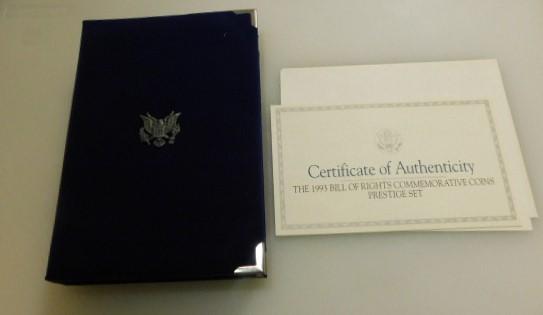 Certificate of Authenticity
THE 1993 BILL OF RIGHTS COMMEMORATIVE COINS
PRESTIGE SET